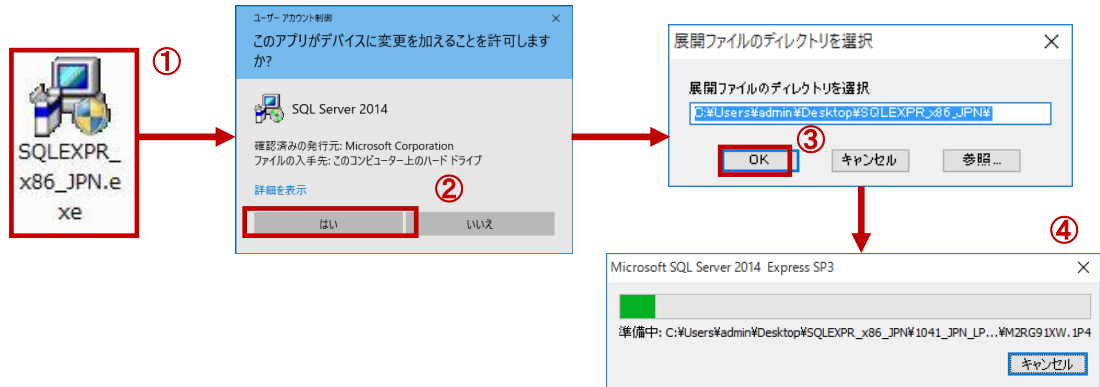 ①
SQLEXPR_
x86_JPN.e
xe
ユーザー アカウント制御
このアプリがデバイスに変更を加えることを許可します
か?
SQL Server 2014
確認済みの発行元: Microsoft Corporation
ファイルの入手先: このコンピューター上のハード ドライブ
詳細を表示
②
はい
いいえ
展開ファイルのディレクトリを選択
展開ファイルのディレクトリを選択
C:¥Users¥admin¥Desktop¥SQLEXPR_x86_JPN¥
③
OK
キャンセル
参照...
④
Microsoft SQL Server 2014 Express SP3
準備中: C:¥Users¥admin¥Desktop¥SQLEXPR_x86_JPN¥1041_JPN_LP...¥M2RG91XW.1P4
キャンセル